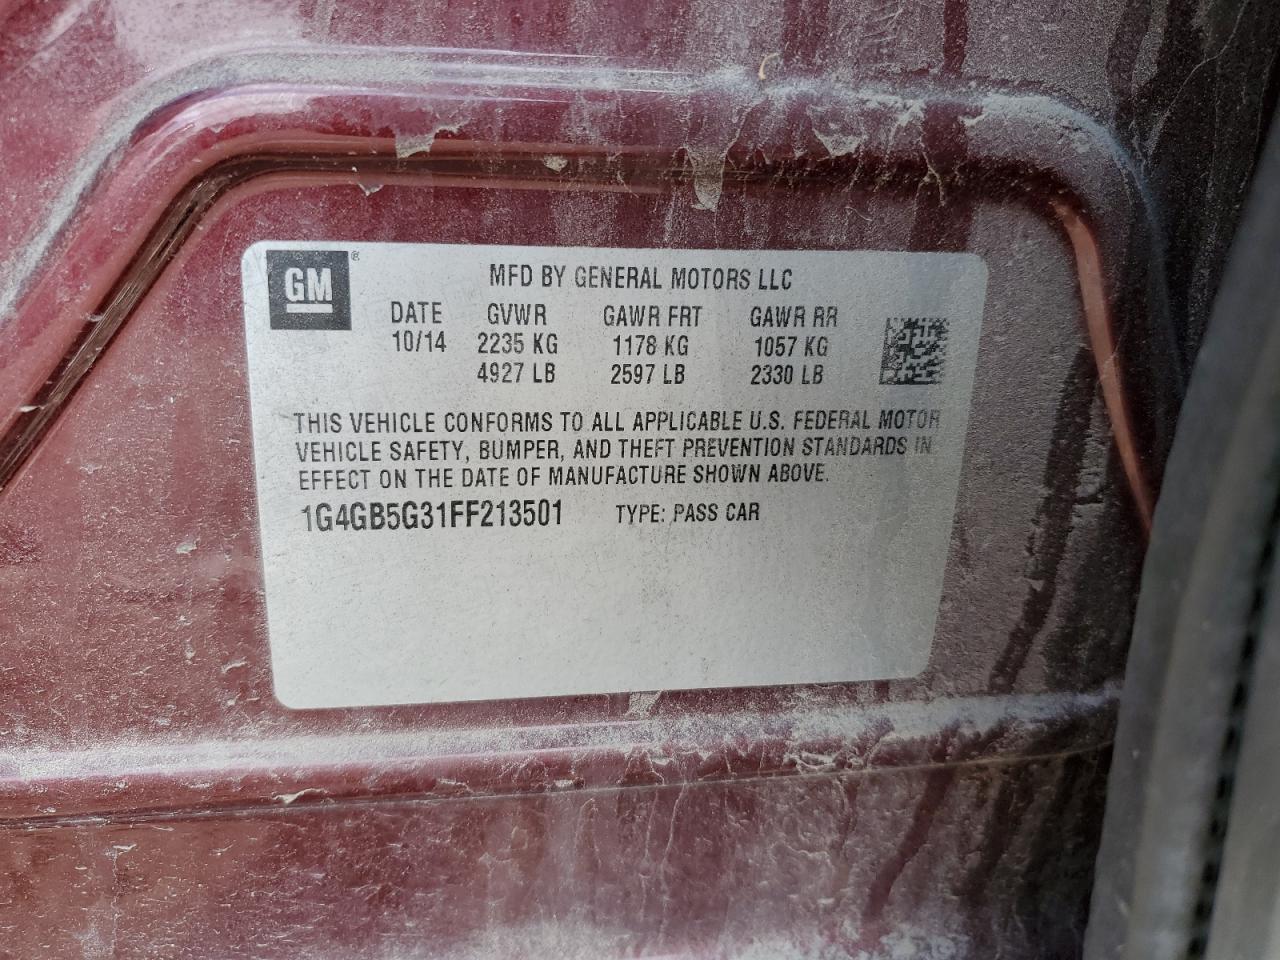 GM ® MFD BY GENERAL MOTORS LLC
DATE GVWR GAWR FRT GAWR RR
10/14 2235 KG 1178 KG 1057 KG
4927 LB 2597 LB 2330 LB
THIS VEHICLE CONFORMS TO ALL APPLICABLE U.S. FEDERAL MOTOR
VEHICLE SAFETY, BUMPER, AND THEFT PREVENTION STANDARDS IN
EFFECT ON THE DATE OF MANUFACTURE SHOWN ABOVE.
1G4GB5G31FF213501 TYPE: PASS CAR